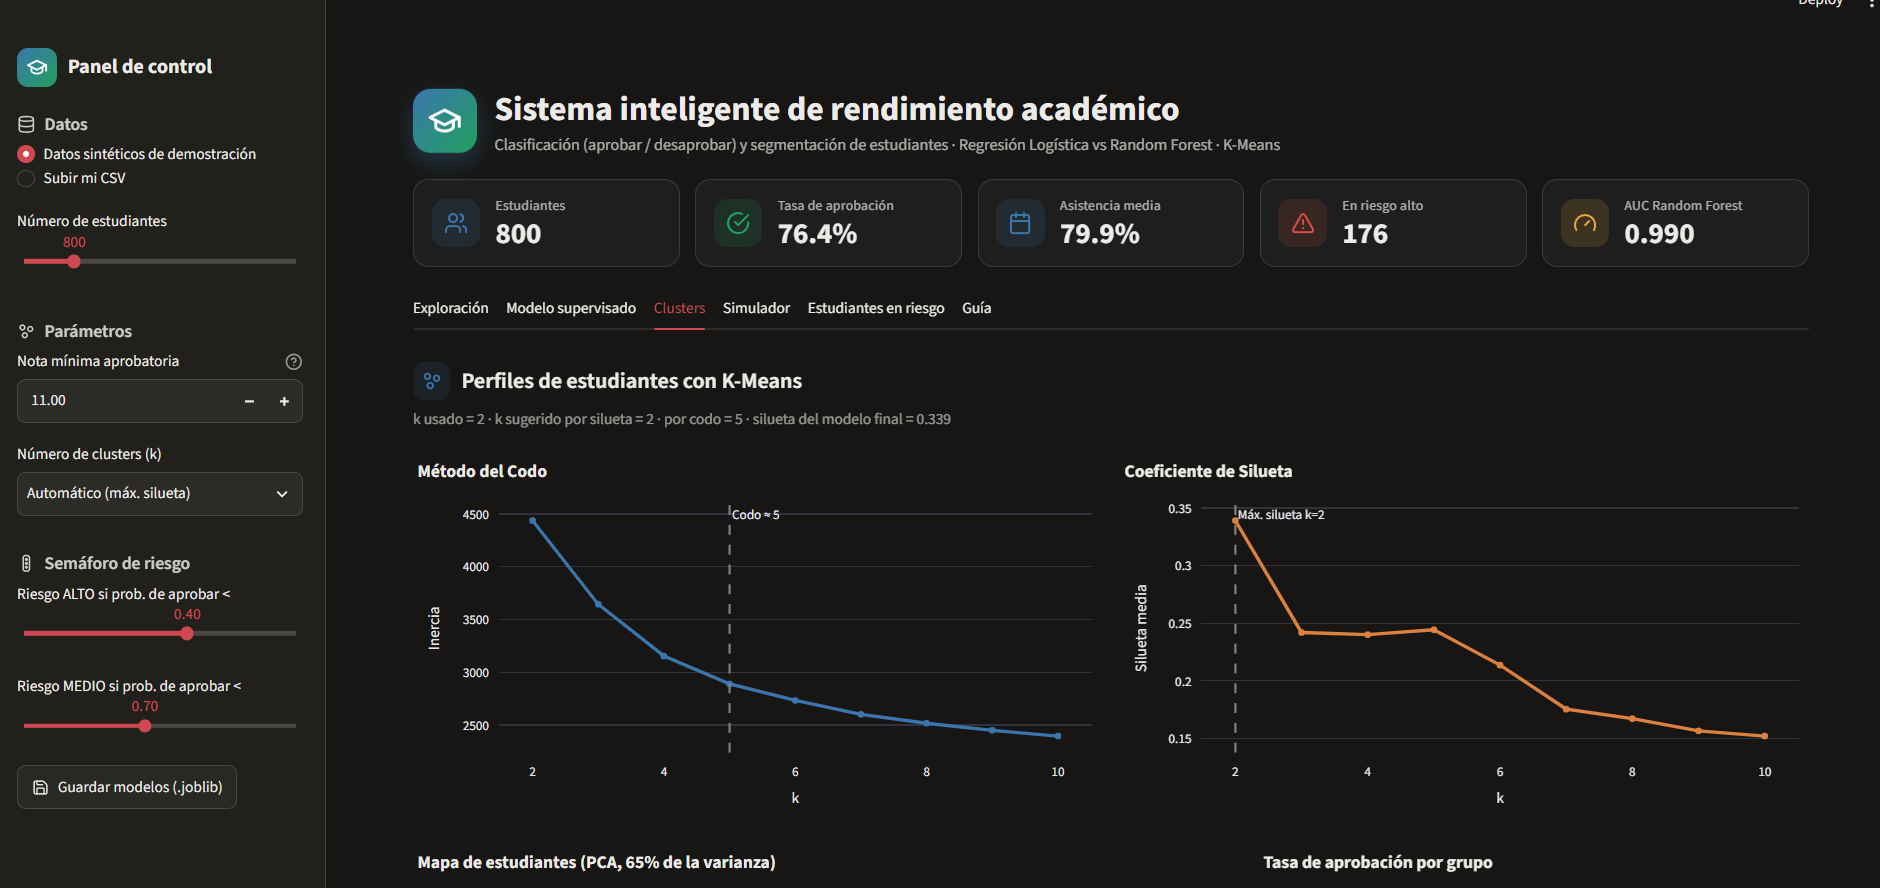 Deploy
Panel de control
Datos
Datos sintéticos de demostración
Subir mi CSV
Número de estudiantes
800
Parámetros
Nota mínima aprobatoria
11.00
Número de clusters (k)
Automático (máx. silueta)
Semáforo de riesgo
Riesgo ALTO si prob. de aprobar <
0.40
Riesgo MEDIO si prob. de aprobar <
0.70
Guardar modelos (.joblib)
Sistema inteligente de rendimiento académico
Clasificación (aprobar / desaprobar) y segmentación de estudiantes · Regresión Logística vs Random Forest · K-Means
Estudiantes
800
Tasa de aprobación
76.4%
Asistencia media
79.9%
En riesgo alto
176
AUC Random Forest
0.990
Exploración Modelo supervisado Clusters Simulador Estudiantes en riesgo Guía
Perfiles de estudiantes con K-Means
k usado = 2 · k sugerido por silueta = 2 · por codo = 5 · silueta del modelo final = 0.339
Método del Codo
Codo ≈ 5
4500
4000
3500
3000
2500
Inercia
2 4 6 8 10
k
Coeficiente de Silueta
Máx. silueta k=2
0.35
0.3
0.25
0.2
0.15
Silueta media
2 4 6 8 10
k
Mapa de estudiantes (PCA, 65% de la varianza)
Tasa de aprobación por grupo